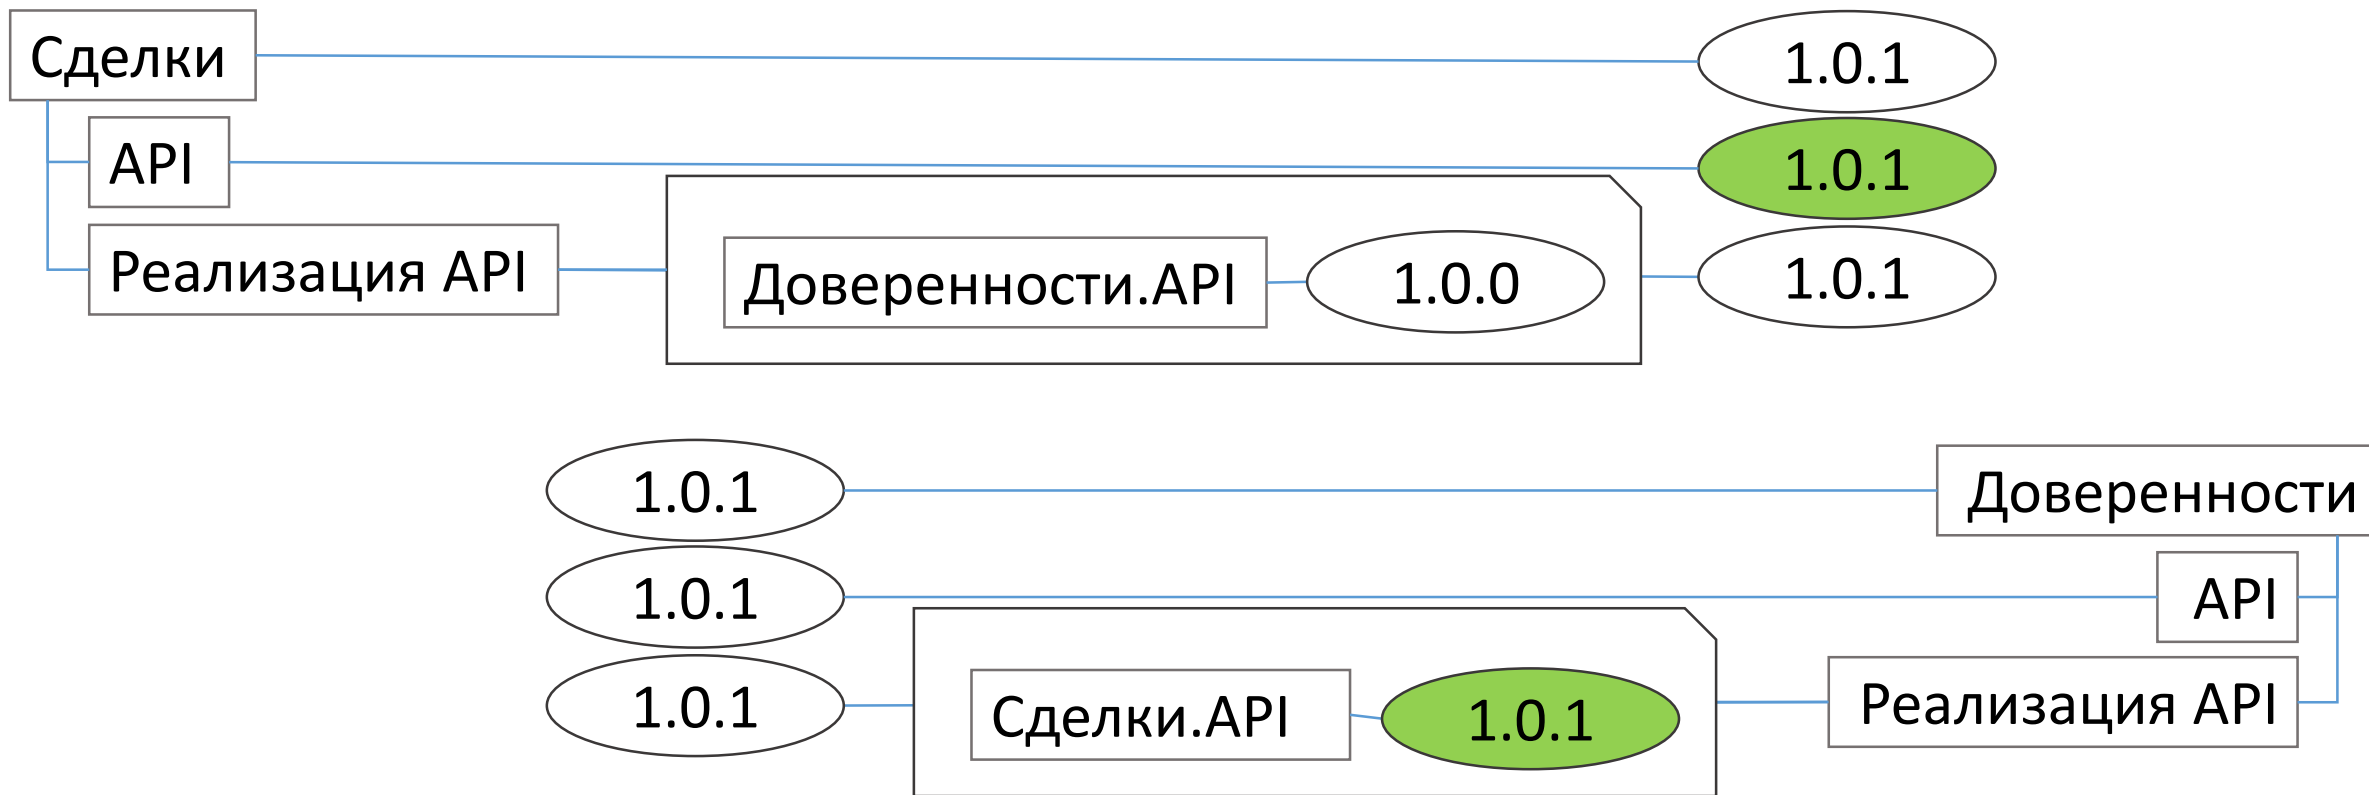 Сделки
1.0.1
API
1.0.1
Реализация API
Доверенности.API
1.0.0
1.0.1
1.0.1
Доверенности
1.0.1
API
1.0.1
Сделки.API
1.0.1
Реализация API